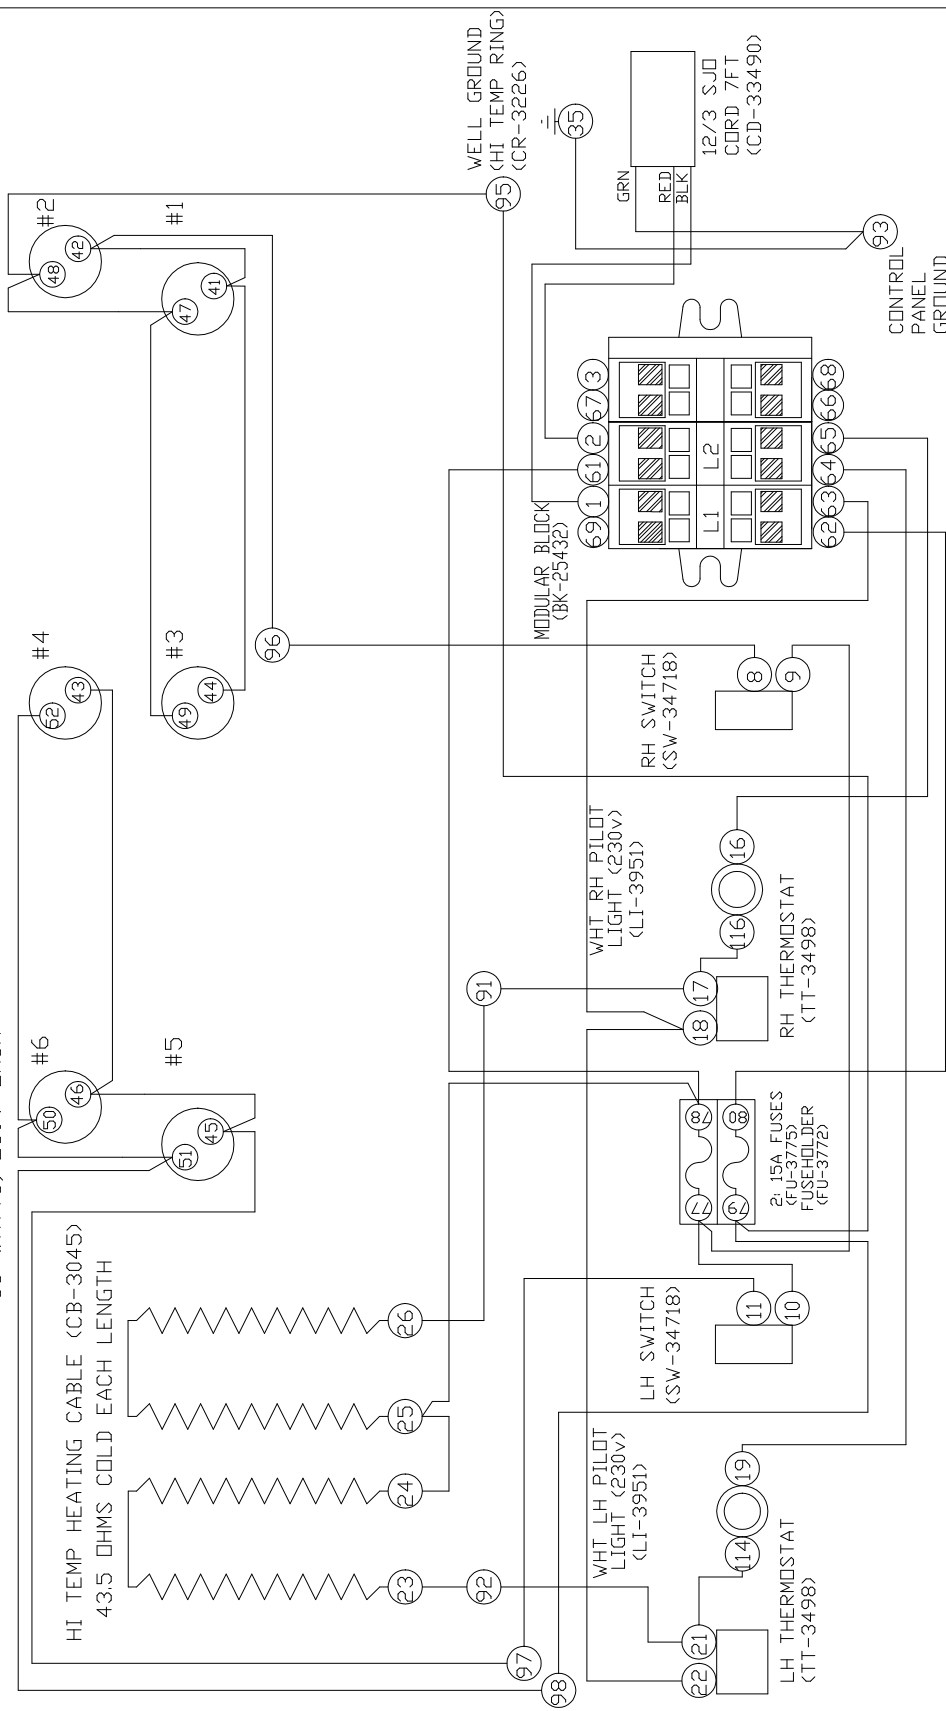 #6
#4
#2
50
46
52
43
48
42
HI TEMP HEATING CABLE (CB-3045)
43.5 OHMS COLD EACH LENGTH
#5
#3
#1
51
45
49
44
47
41
96
23
24
25
26
92
91
95
WELL GROUND
(HI TEMP RING)
(CR-3226)
97
98
35
MODULAR BLOCK
(BK-25432)
69
1
61
2
67
3
L1
L2
62
63
64
65
66
68
GRN
RED
BLK
12/3 SJO
CORD 7FT
(CD-33490)
93
CONTROL
PANEL
GROUND
WHT LH PILOT
LIGHT (230v)
(LI-3951)
WHT RH PILOT
LIGHT (230v)
(LI-3951)
LH SWITCH
(SW-34718)
RH SWITCH
(SW-34718)
22
21
114
19
11
10
77
78
79
80
18
17
116
16
8
9
LH THERMOSTAT
(TT-3498)
2: 15A FUSES
(FU-3775)
FUSEHOLDER
(FU-3772)
RH THERMOSTAT
(TT-3498)